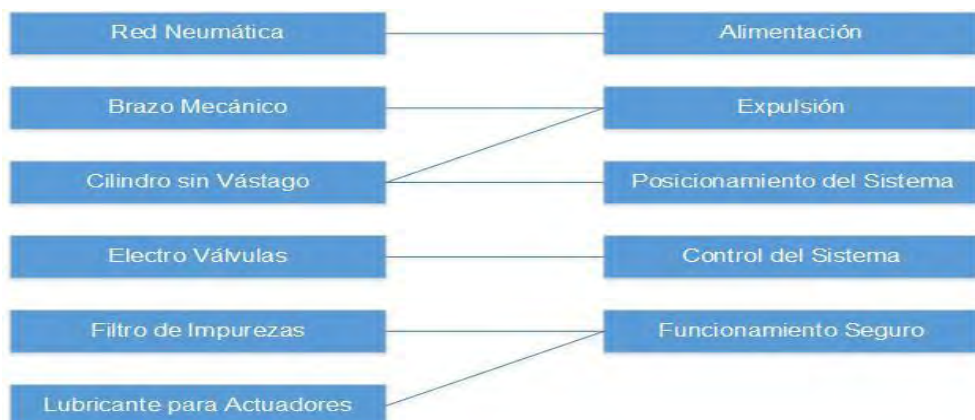 Red Neumática
Alimentación
Brazo Mecánico
Expulsión
Cilindro sin Vástago
Posicionamiento del Sistema
Electro Válvulas
Control del Sistema
Filtro de Impurezas
Funcionamiento Seguro
Lubricante para Actuadores